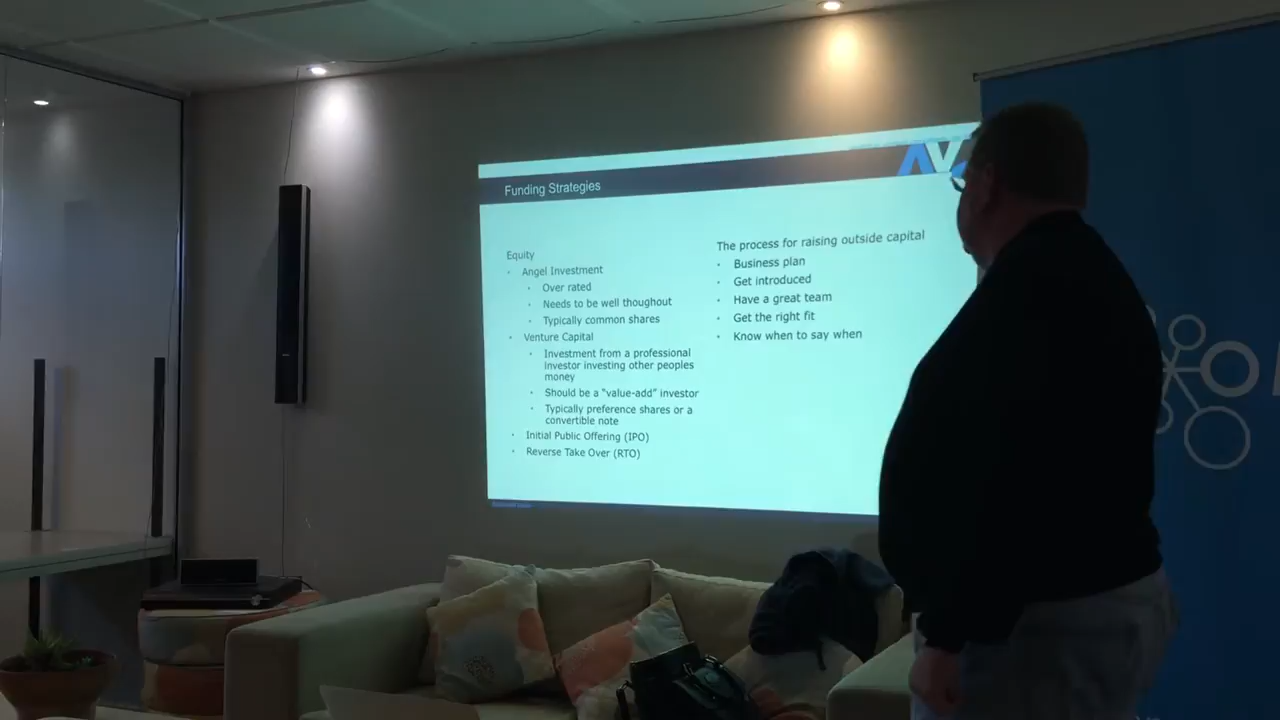 Funding Strategies
AV
Equity
Angel Investment
Over rated
Needs to be well thoughout
Typically common shares
Venture Capital
Investment from a professional
investor investing other peoples
money
Should be a "value-add" investor
Typically preference shares or a
convertible note
Initial Public Offering (IPO)
Reverse Take Over (RTO)
The process for raising outside capital
Business plan
Get introduced
Have a great team
Get the right fit
Know when to say when